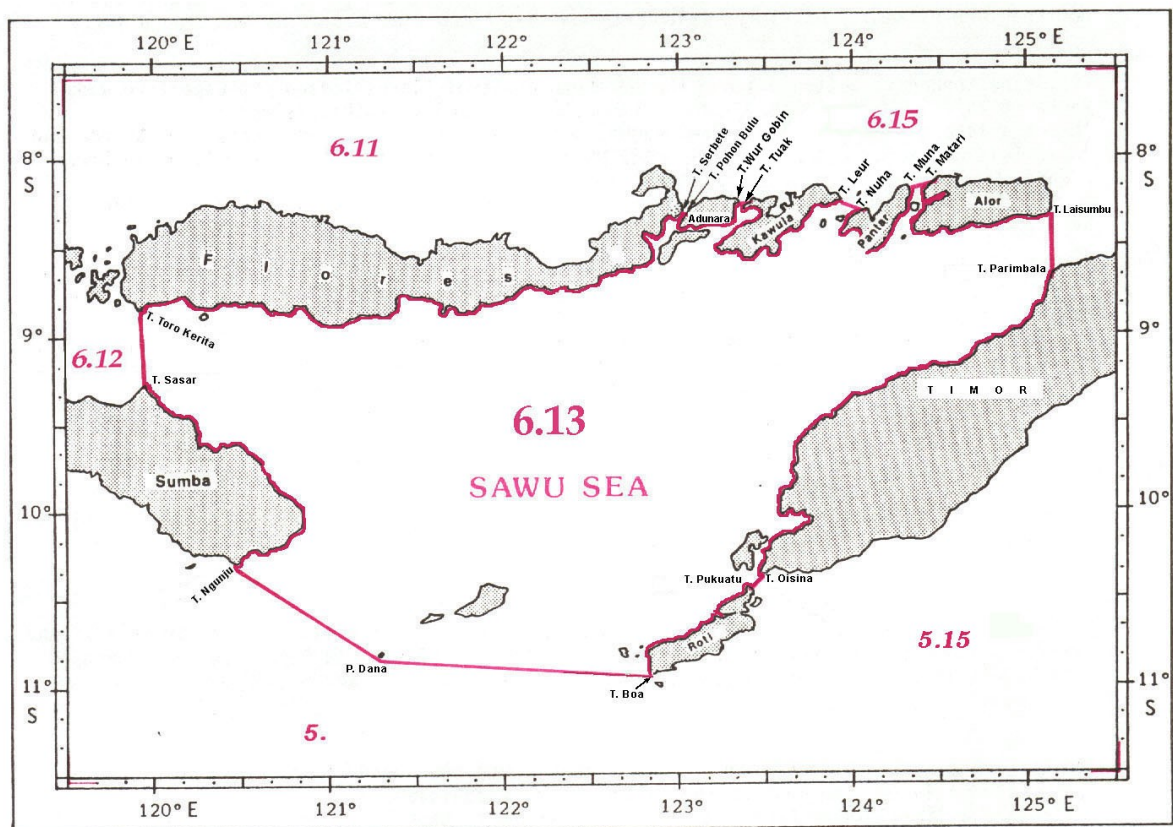 120° E
121°
122°
123°
124°
125° E
6.11
6.15
8°
S
8°
S
T. Serbete
T. Pohon Bulu
T.Wur Gobin
T. Tuak
T. Leur
T. Nuha
T. Muna
T. Matari
Adunara
Kawula
Pantar
Alor
T. Laisumbu
Flores
T. Parimbala
T. Toro Kerita
9°
9°
6.12
T. Sasar
TIMOR
6.13
SAWU SEA
Sumba
10°
10°
T. Ngunju
T. Pukuatu
T. Oisina
Roti
5.15
P. Dana
T. Boa
11°
S
11°
S
5.
120° E
121°
122°
123°
124°
125° E